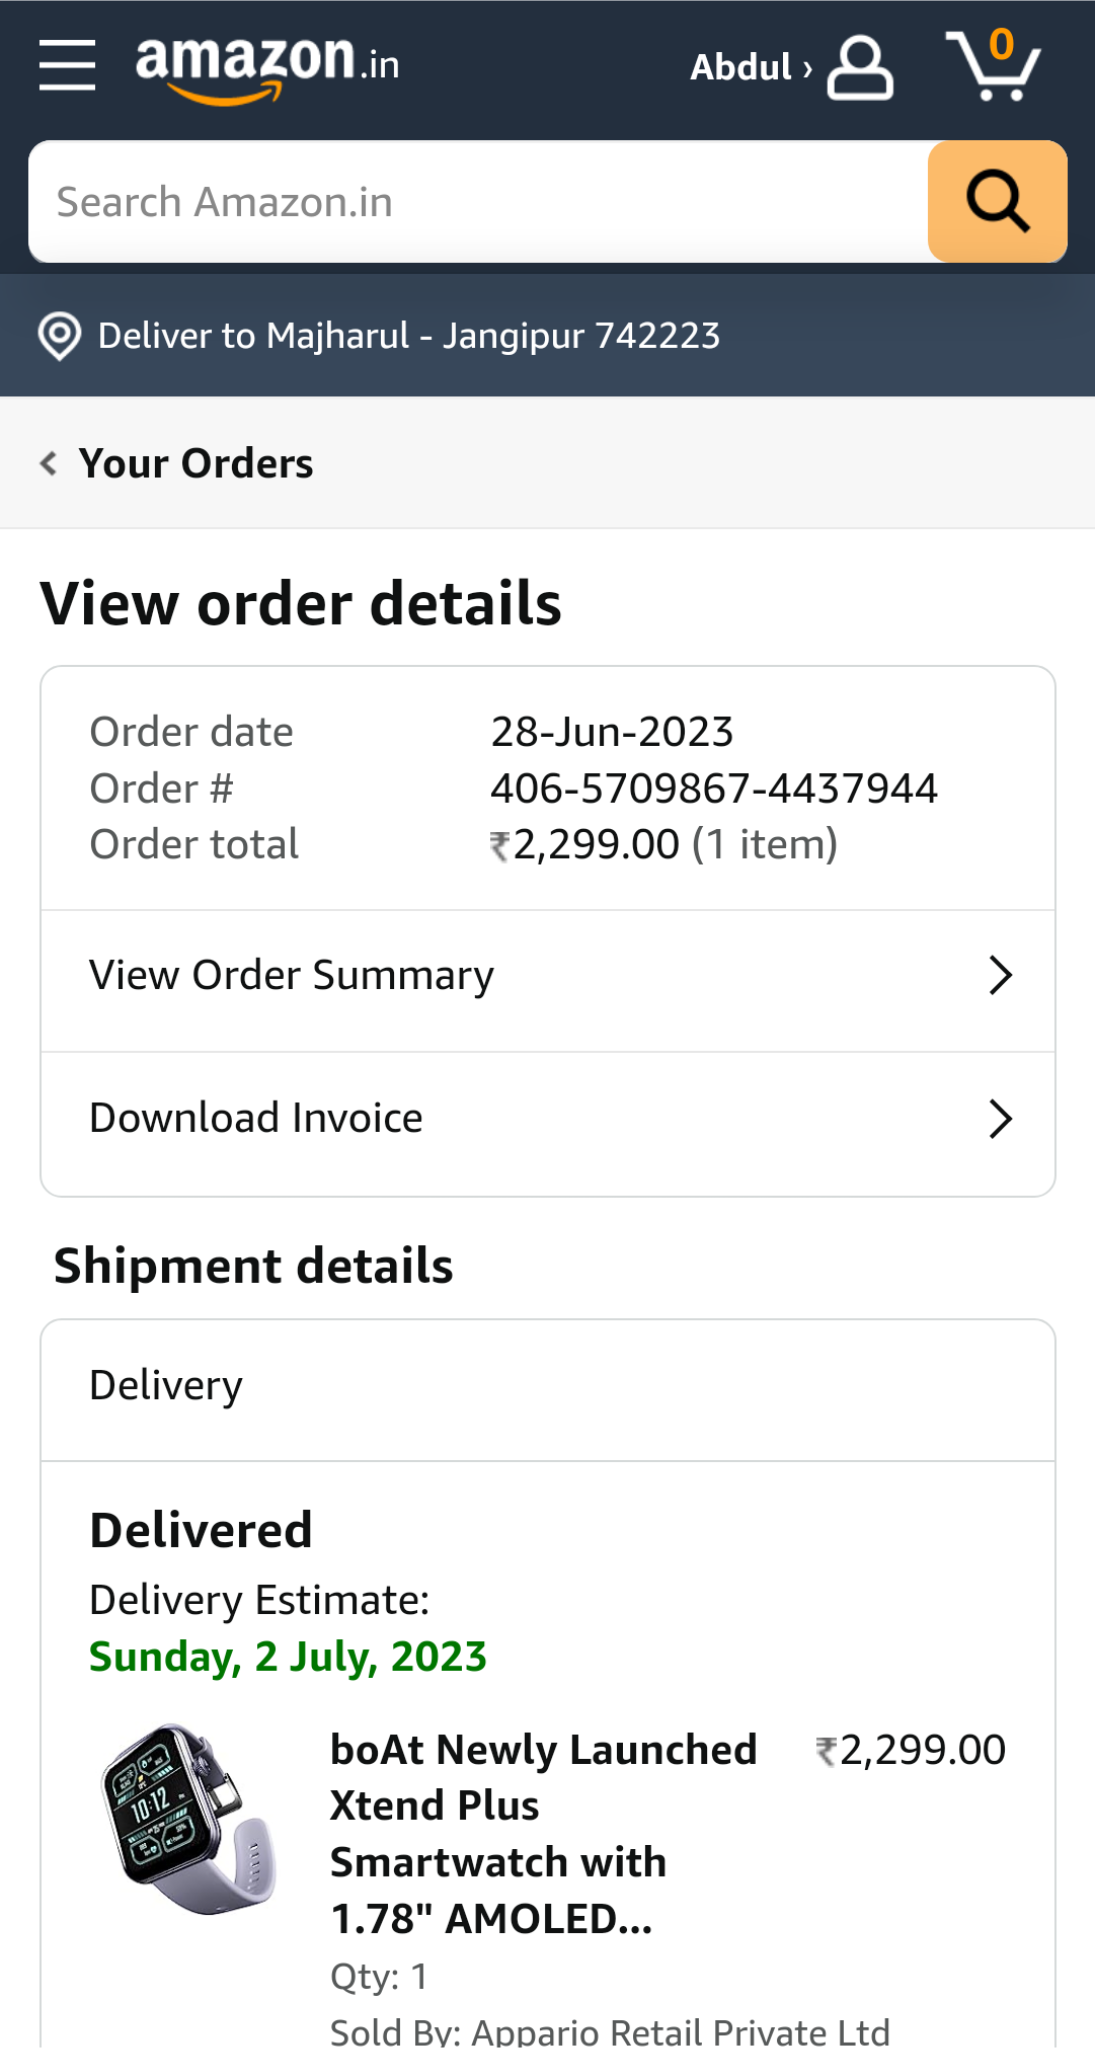 amazon.in
Abdul ›
0
Search Amazon.in
Deliver to Majharul - Jangipur 742223
Your Orders
View order details
Order date 28-Jun-2023
Order # 406-5709867-4437944
Order total ₹2,299.00 (1 item)
View Order Summary
Download Invoice
Shipment details
Delivery
Delivered
Delivery Estimate:
Sunday, 2 July, 2023
10:12
boAt Newly Launched ₹2,299.00
Xtend Plus
Smartwatch with
1.78" AMOLED...
Qty: 1
Sold By: Appario Retail Private Ltd